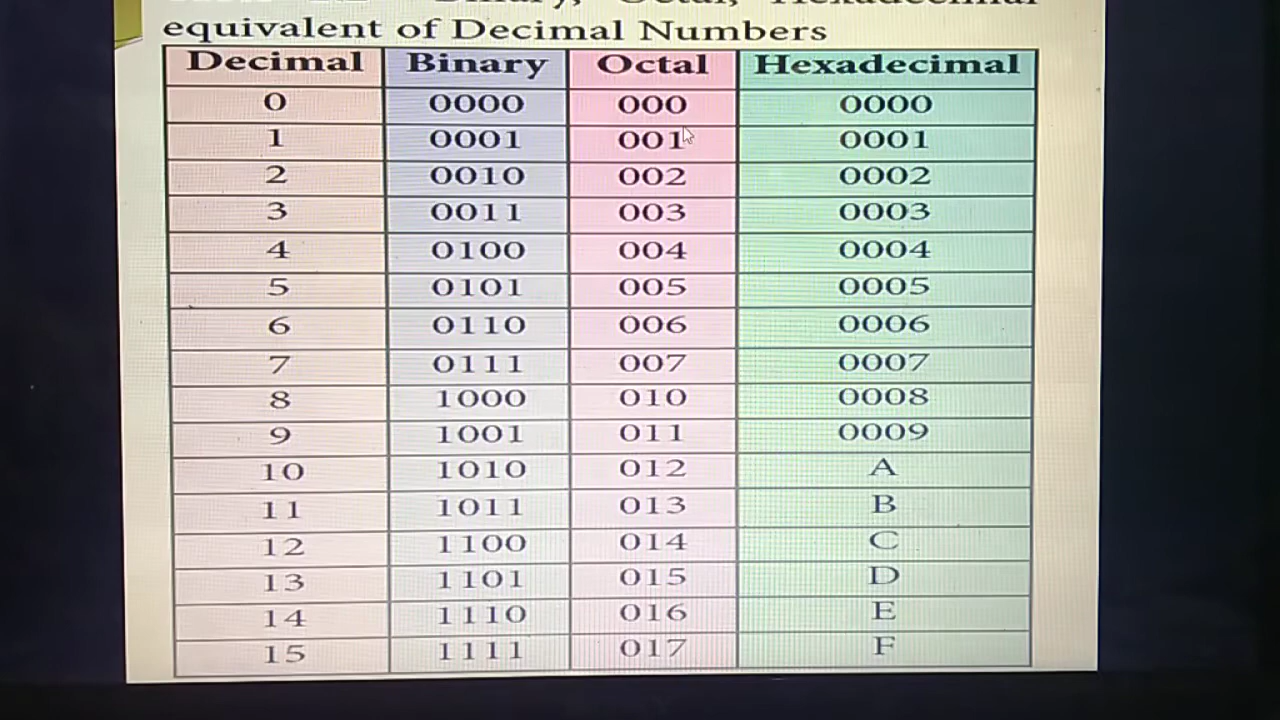 equivalent of Decimal Numbers
Decimal Binary Octal Hexadecimal
0 0000 000 0000
1 0001 001 0001
2 0010 002 0002
3 0011 003 0003
4 0100 004 0004
5 0101 005 0005
6 0110 006 0006
7 0111 007 0007
8 1000 010 0008
9 1001 011 0009
10 1010 012 A
11 1011 013 B
12 1100 014 C
13 1101 015 D
14 1110 016 E
15 1111 017 F